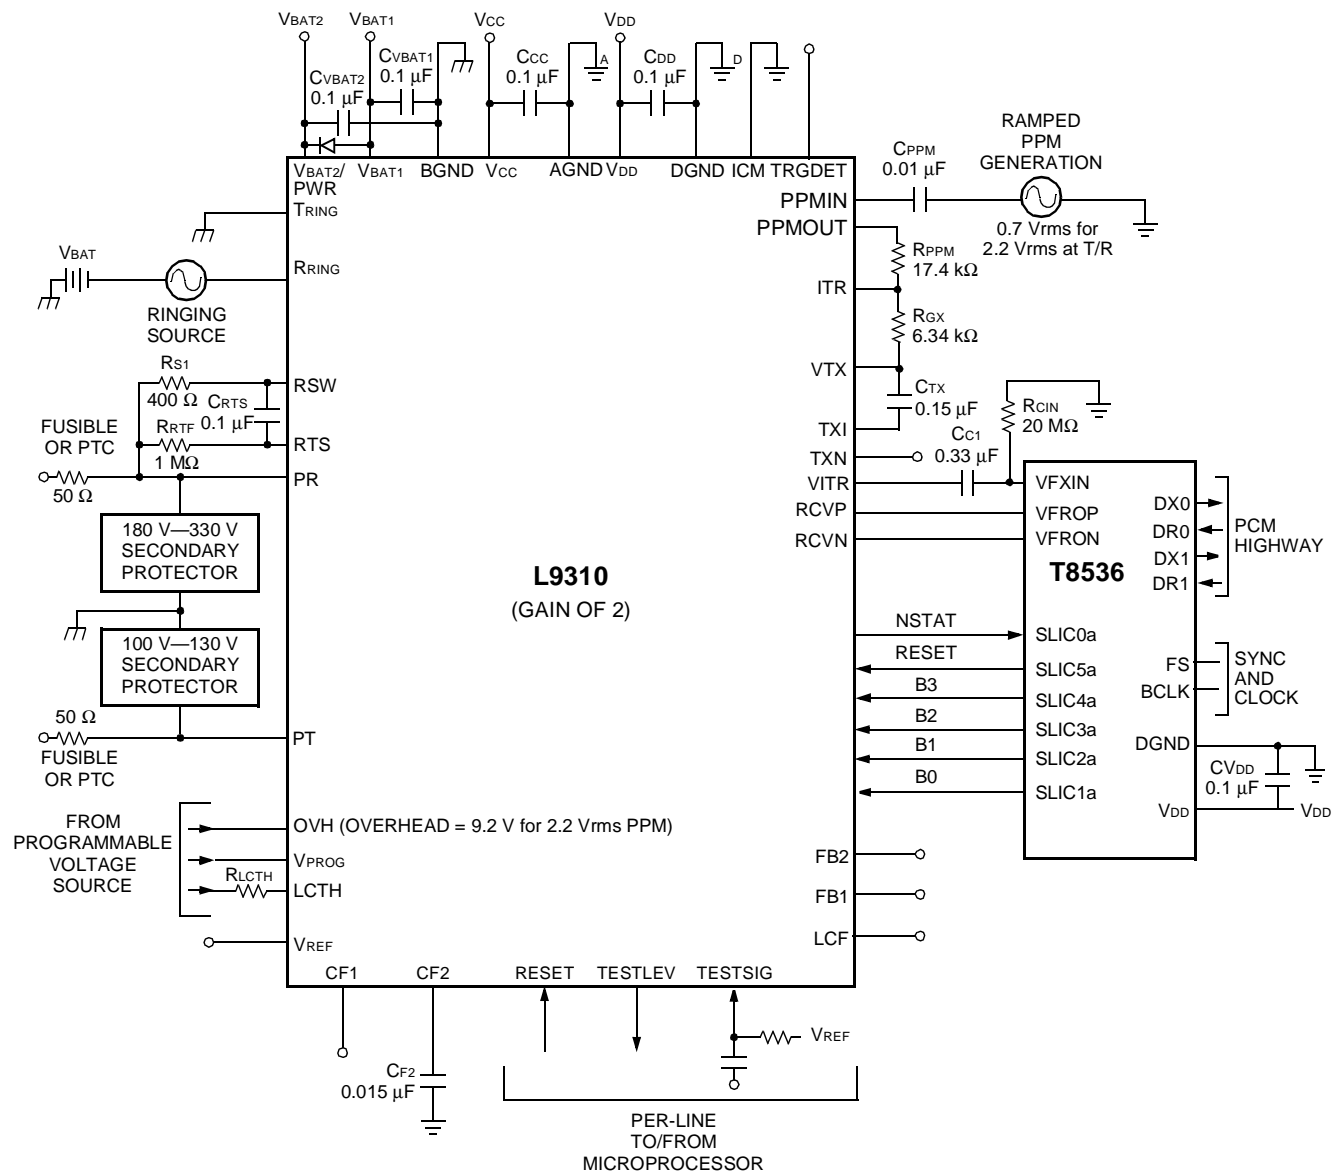 VBAT2
VBAT1
VCC
VDD
CVBAT2
0.1 µF
CVBAT1
0.1 µF
CCC
0.1 µF
A
CDD
0.1 µF
D
VBAT2/
PWR
VBAT1
BGND
VCC
AGND
VDD
DGND
ICM
TRGDET
TRING
VBAT
RRING
RINGING
SOURCE
RS1
400 Ω
CRTS
0.1 µF
RRTF
1 MΩ
RSW
RTS
FUSIBLE
OR PTC
50 Ω
PR
180 V—330 V
SECONDARY
PROTECTOR
100 V—130 V
SECONDARY
PROTECTOR
50 Ω
FUSIBLE
OR PTC
PT
FROM
PROGRAMMABLE
VOLTAGE
SOURCE
OVH (OVERHEAD = 9.2 V for 2.2 Vrms PPM)
VPROG
RLCTH
LCTH
VREF
L9310
(GAIN OF 2)
CF1
CF2
RESET
TESTLEV
TESTSIG
CF2
0.015 µF
VREF
PER-LINE
TO/FROM
MICROPROCESSOR
PPMIN
PPMOUT
ITR
VTX
TXI
TXN
VITR
RCVP
RCVN
CPPM
0.01 µF
RAMPED
PPM
GENERATION
0.7 Vrms for
2.2 Vrms at T/R
RPPM
17.4 kΩ
RGX
6.34 kΩ
CTX
0.15 µF
CC1
0.33 µF
RCIN
20 MΩ
NSTAT
RESET
B3
B2
B1
B0
FB2
FB1
LCF
VFXIN
VFROP
VFRON
T8536
SLIC0a
SLIC5a
SLIC4a
SLIC3a
SLIC2a
SLIC1a
DX0
DR0
DX1
DR1
PCM
HIGHWAY
FS
BCLK
SYNC
AND
CLOCK
DGND
CVDD
0.1 µF
VDD
VDD